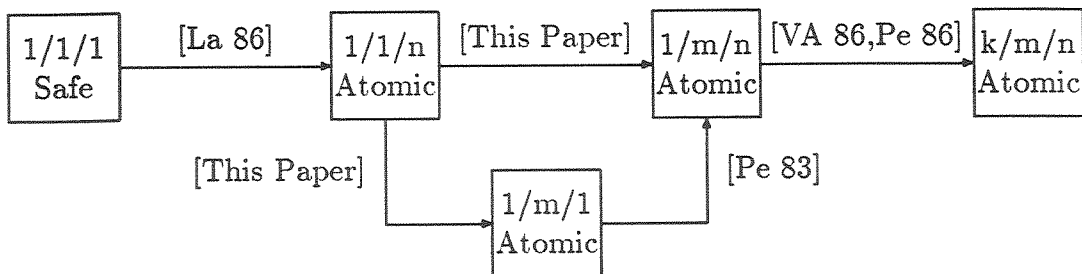 1/1/1
Safe
[La 86]
1/1/n
Atomic
[This Paper]
1/m/n
Atomic
[VA 86,Pe 86]
k/m/n
Atomic
[This Paper]
1/m/1
Atomic
[Pe 83]